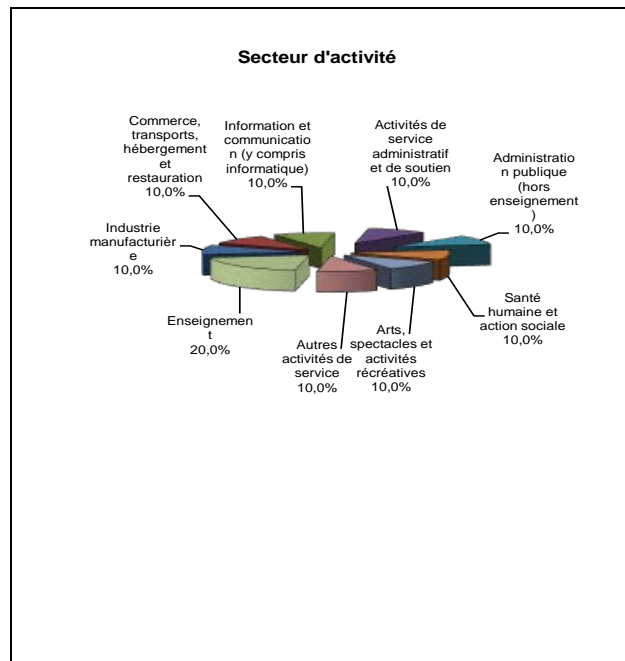 Secteur d'activité
Commerce,
transports,
hébergement
et
restauration
10,0%
Information et
communicatio
n (y compris
informatique)
10,0%
Activités de
service
administratif
et de soutien
10,0%
Administratio
n publique
(hors
enseignement
)
10,0%
Industrie
manufacturièr
e
10,0%
Santé
humaine et
action sociale
10,0%
Enseignemen
t
20,0%
Autres
activités de
service
10,0%
Arts,
spectacles et
activités
récréatives
10,0%